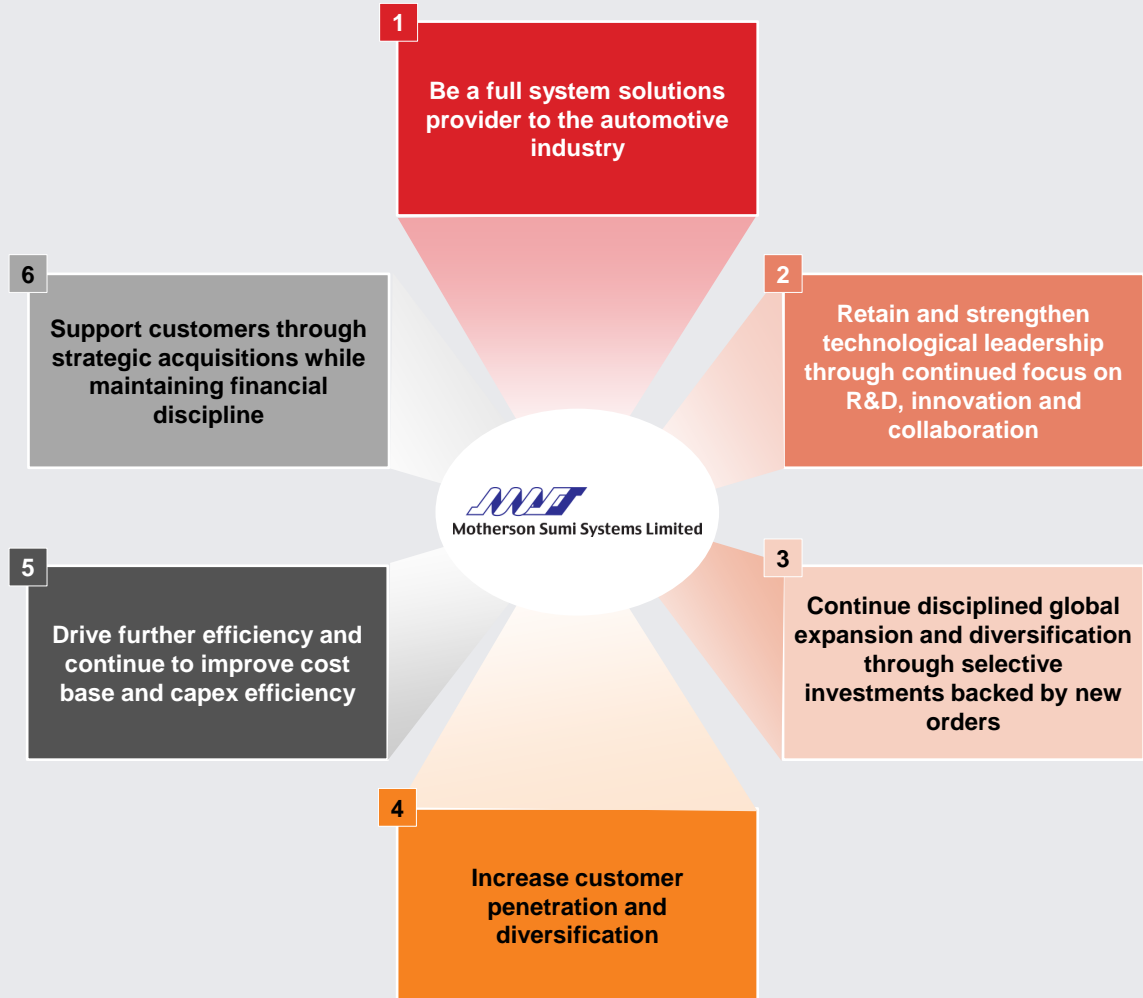 1
Be a full system solutions
provider to the automotive
industry
2
Retain and strengthen
technological leadership
through continued focus on
R&D, innovation and
collaboration
3
Continue disciplined global
expansion and diversification
through selective
investments backed by new
orders
4
Increase customer
penetration and
diversification
5
Drive further efficiency and
continue to improve cost
base and capex efficiency
6
Support customers through
strategic acquisitions while
maintaining financial
discipline
Motherson Sumi Systems Limited